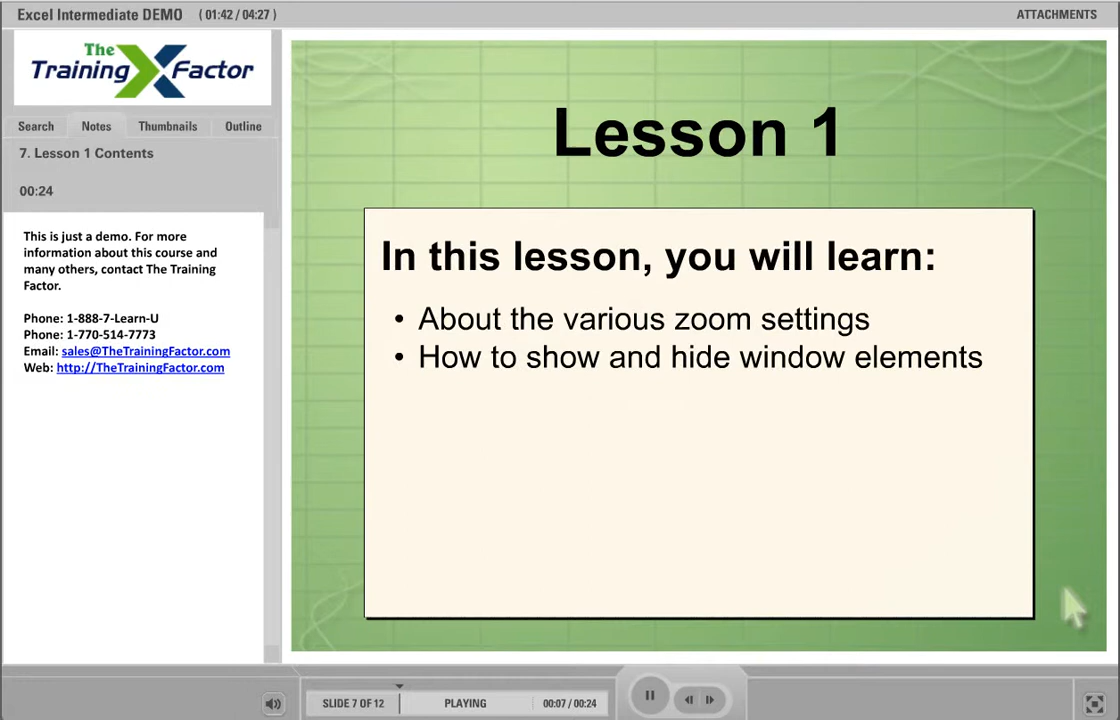 Excel Intermediate DEMO ( 01:42 / 04:27 )
ATTACHMENTS
The
Training X Factor
Search Notes Thumbnails Outline
7. Lesson 1 Contents
00:24
This is just a demo. For more
information about this course and
many others, contact The Training
Factor.
Phone: 1-888-7-Learn-U
Phone: 1-770-514-7773
Email: sales@TheTrainingFactor.com
Web: http://TheTrainingFactor.com
Lesson 1
In this lesson, you will learn:
• About the various zoom settings
• How to show and hide window elements
SLIDE 7 OF 12 PLAYING 00:07 / 00:24